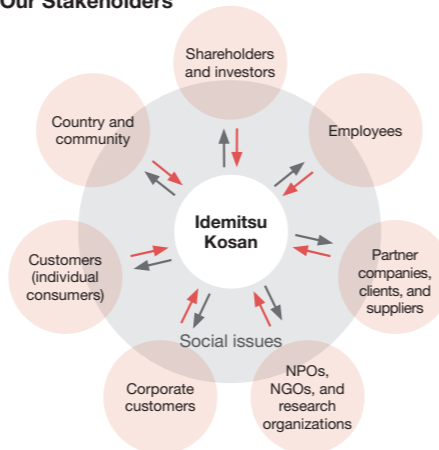 Our Stakeholders
Shareholders
and investors
Country and
community
Employees
Idemitsu
Kosan
Customers
(individual
consumers)
Partner
companies,
clients, and
suppliers
Social issues
Corporate
customers
NPOs,
NGOs, and
research
organizations